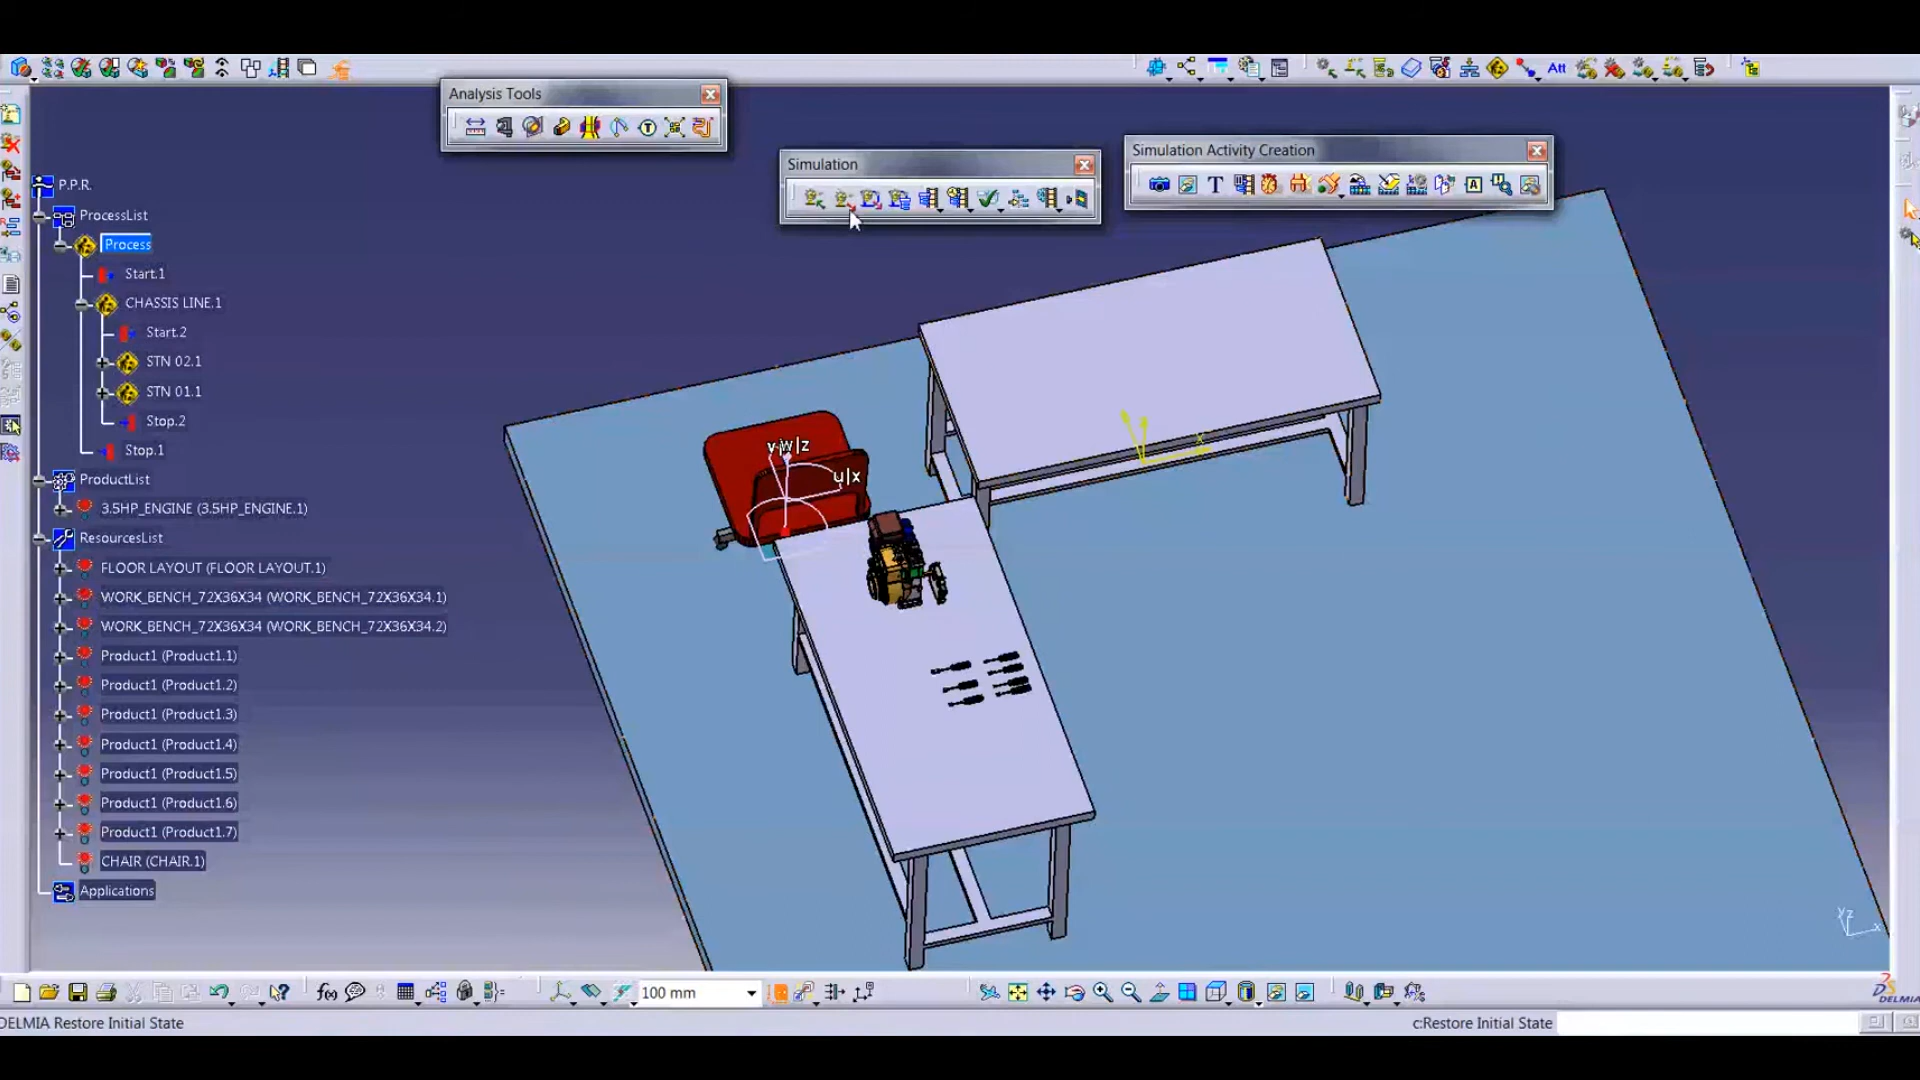 Att
Analysis Tools
Simulation
Simulation Activity Creation
T
A
P.P.R.
ProcessList
Process
Start.1
CHASSIS LINE.1
Start.2
STN 02.1
STN 01.1
Stop.2
Stop.1
ProductList
3.5HP_ENGINE (3.5HP_ENGINE.1)
ResourcesList
FLOOR LAYOUT (FLOOR LAYOUT.1)
WORK_BENCH_72X36X34 (WORK_BENCH_72X36X34.1)
WORK_BENCH_72X36X34 (WORK_BENCH_72X36X34.2)
Product1 (Product1.1)
Product1 (Product1.2)
Product1 (Product1.3)
Product1 (Product1.4)
Product1 (Product1.5)
Product1 (Product1.6)
Product1 (Product1.7)
CHAIR (CHAIR.1)
Applications
w|z
u|x
x
f(x)
100 mm
DELMIA
DELMIA Restore Initial State
c:Restore Initial State